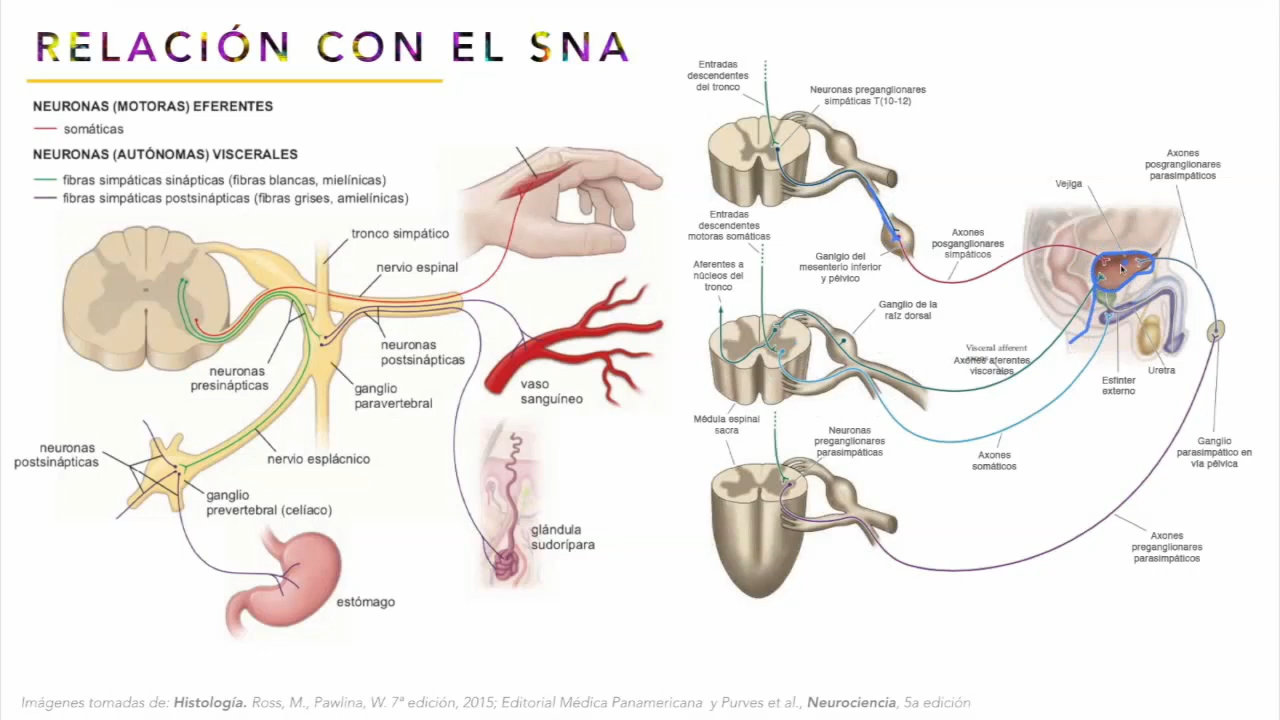 RELACIÓN CON EL SNA
NEURONAS (MOTORAS) EFERENTES
somáticas
NEURONAS (AUTÓNOMAS) VISCERALES
fibras simpáticas sinápticas (fibras blancas, mielínicas)
fibras simpáticas postsinápticas (fibras grises, amielínicas)
tronco simpático
nervio espinal
neuronas
postsinápticas
neuronas
presinápticas
ganglio
paravertebral
vaso
sanguíneo
neuronas
postsinápticas
nervio esplácnico
ganglio
prevertebral (celíaco)
glándula
sudorípara
estómago
Entradas
descendentes
del tronco
Neuronas preganglionares
simpáticas T(10-12)
Axones
posgranglionares
parasimpáticos
Vejiga
Entradas
descendentes
motoras somáticas
Axones
posganglionares
simpáticos
Ganlglo del
mesenterio inferior
y pélvico
Aferentes a
núcleos del
tronco
Ganglio de la
raíz dorsal
Visceral afferent
Axones aferentes
viscerales
Esfinter
externo
Uretra
Médula espinal
sacra
Neuronas
preganglionares
parasimpáticas
Axones
somáticos
Ganglio
parasimpático en
vía pélvica
Axones
preganglionares
parasimpáticos
Imágenes tomadas de: Histología. Ross, M., Pawlina, W. 7ª edición, 2015; Editorial Médica Panamericana y Purves et al., Neurociencia, 5a edición